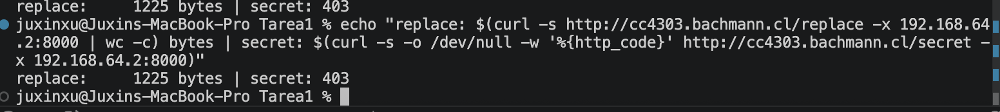 replace:     1225 bytes | secret: 403
juxinxu@Juxins-MacBook-Pro Tarea1 % echo "replace: $(curl -s http://cc4303.bachmann.cl/replace -x 192.168.64
.2:8000 | wc -c) bytes | secret: $(curl -s -o /dev/null -w '%{http_code}' http://cc4303.bachmann.cl/secret -
x 192.168.64.2:8000)"
replace:     1225 bytes | secret: 403
juxinxu@Juxins-MacBook-Pro Tarea1 %